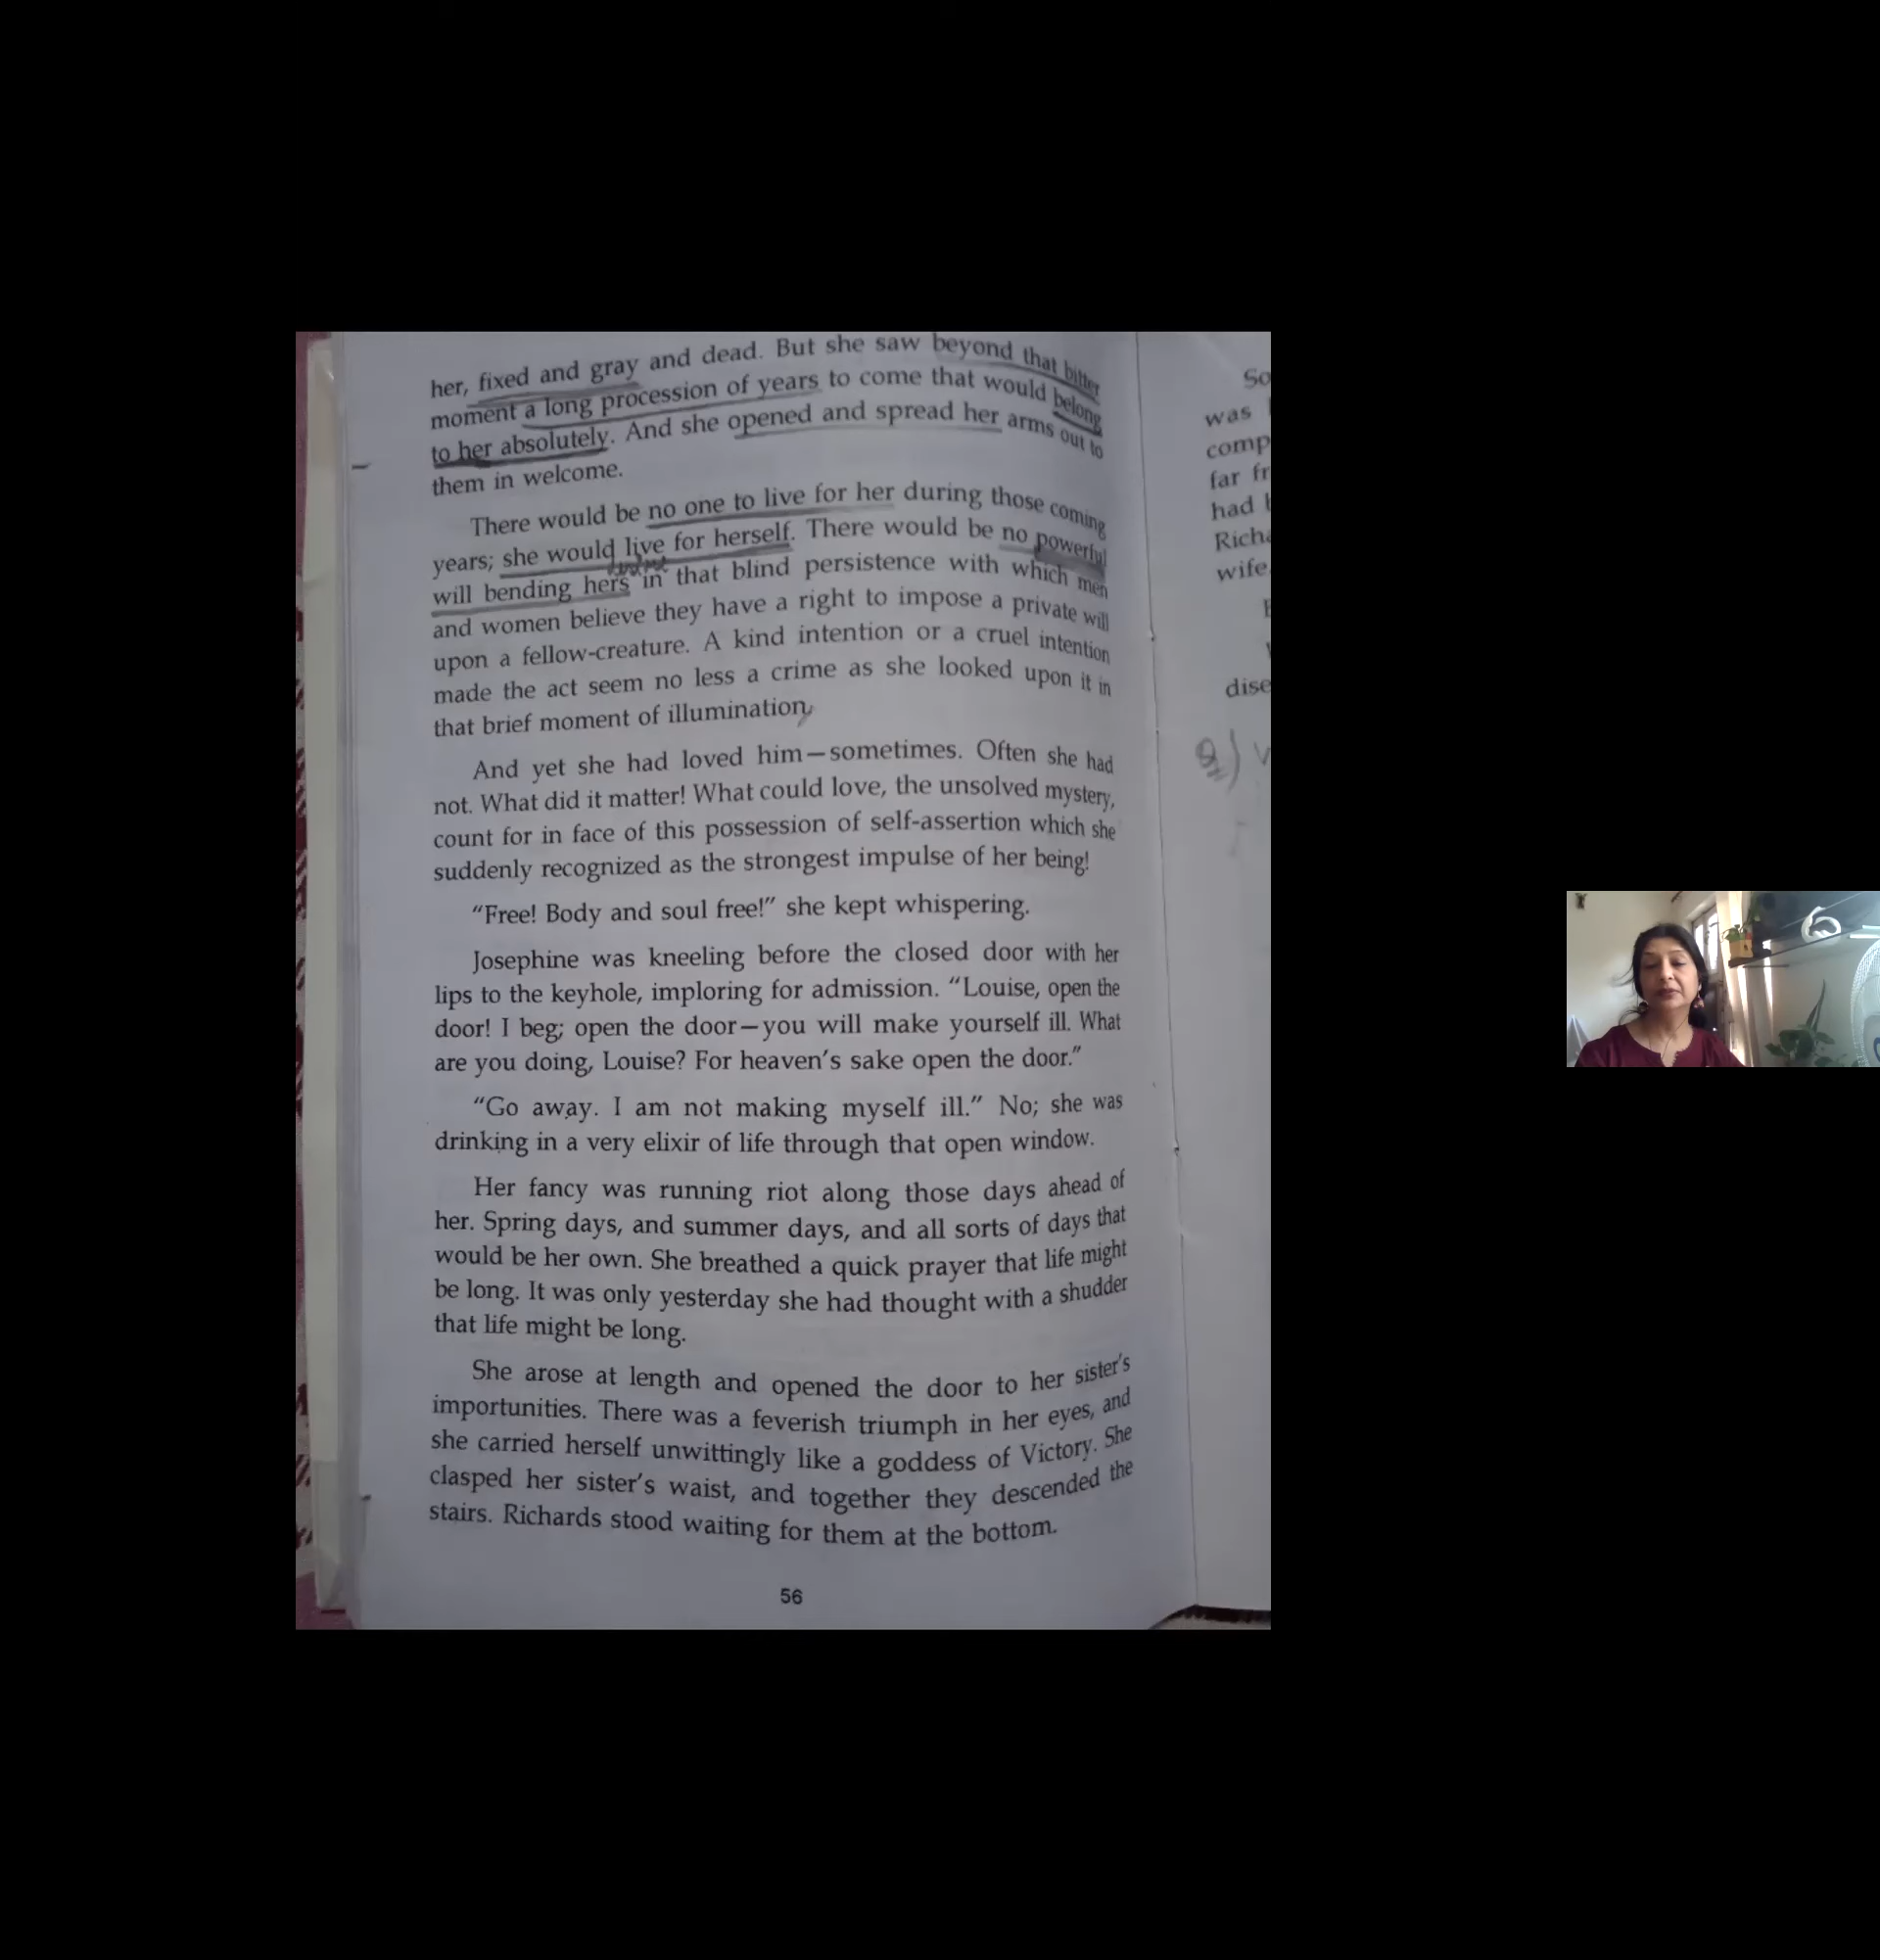 her, fixed and gray and dead. But she saw beyond that bitter
moment a long procession of years to come that would belong
to her absolutely. And she opened and spread her arms out to
them in welcome.
There would be no one to live for her during those coming
years; she would live for herself. There would be no powerful
will bending hers in that blind persistence with which men
and women believe they have a right to impose a private will
upon a fellow-creature. A kind intention or a cruel intention
made the act seem no less a crime as she looked upon it in
that brief moment of illumination.
And yet she had loved him—sometimes. Often she had
not. What did it matter! What could love, the unsolved mystery,
count for in face of this possession of self-assertion which she
suddenly recognized as the strongest impulse of her being!
“Free! Body and soul free!” she kept whispering.
Josephine was kneeling before the closed door with her
lips to the keyhole, imploring for admission. “Louise, open the
door! I beg; open the door—you will make yourself ill. What
are you doing, Louise? For heaven’s sake open the door.”
“Go away. I am not making myself ill.” No; she was
drinking in a very elixir of life through that open window.
Her fancy was running riot along those days ahead of
her. Spring days, and summer days, and all sorts of days that
would be her own. She breathed a quick prayer that life might
be long. It was only yesterday she had thought with a shudder
that life might be long.
She arose at length and opened the door to her sister’s
importunities. There was a feverish triumph in her eyes, and
she carried herself unwittingly like a goddess of Victory. She
clasped her sister’s waist, and together they descended the
stairs. Richards stood waiting for them at the bottom.
56
So
was
comp
far fr
had
Richa
wife.
dise